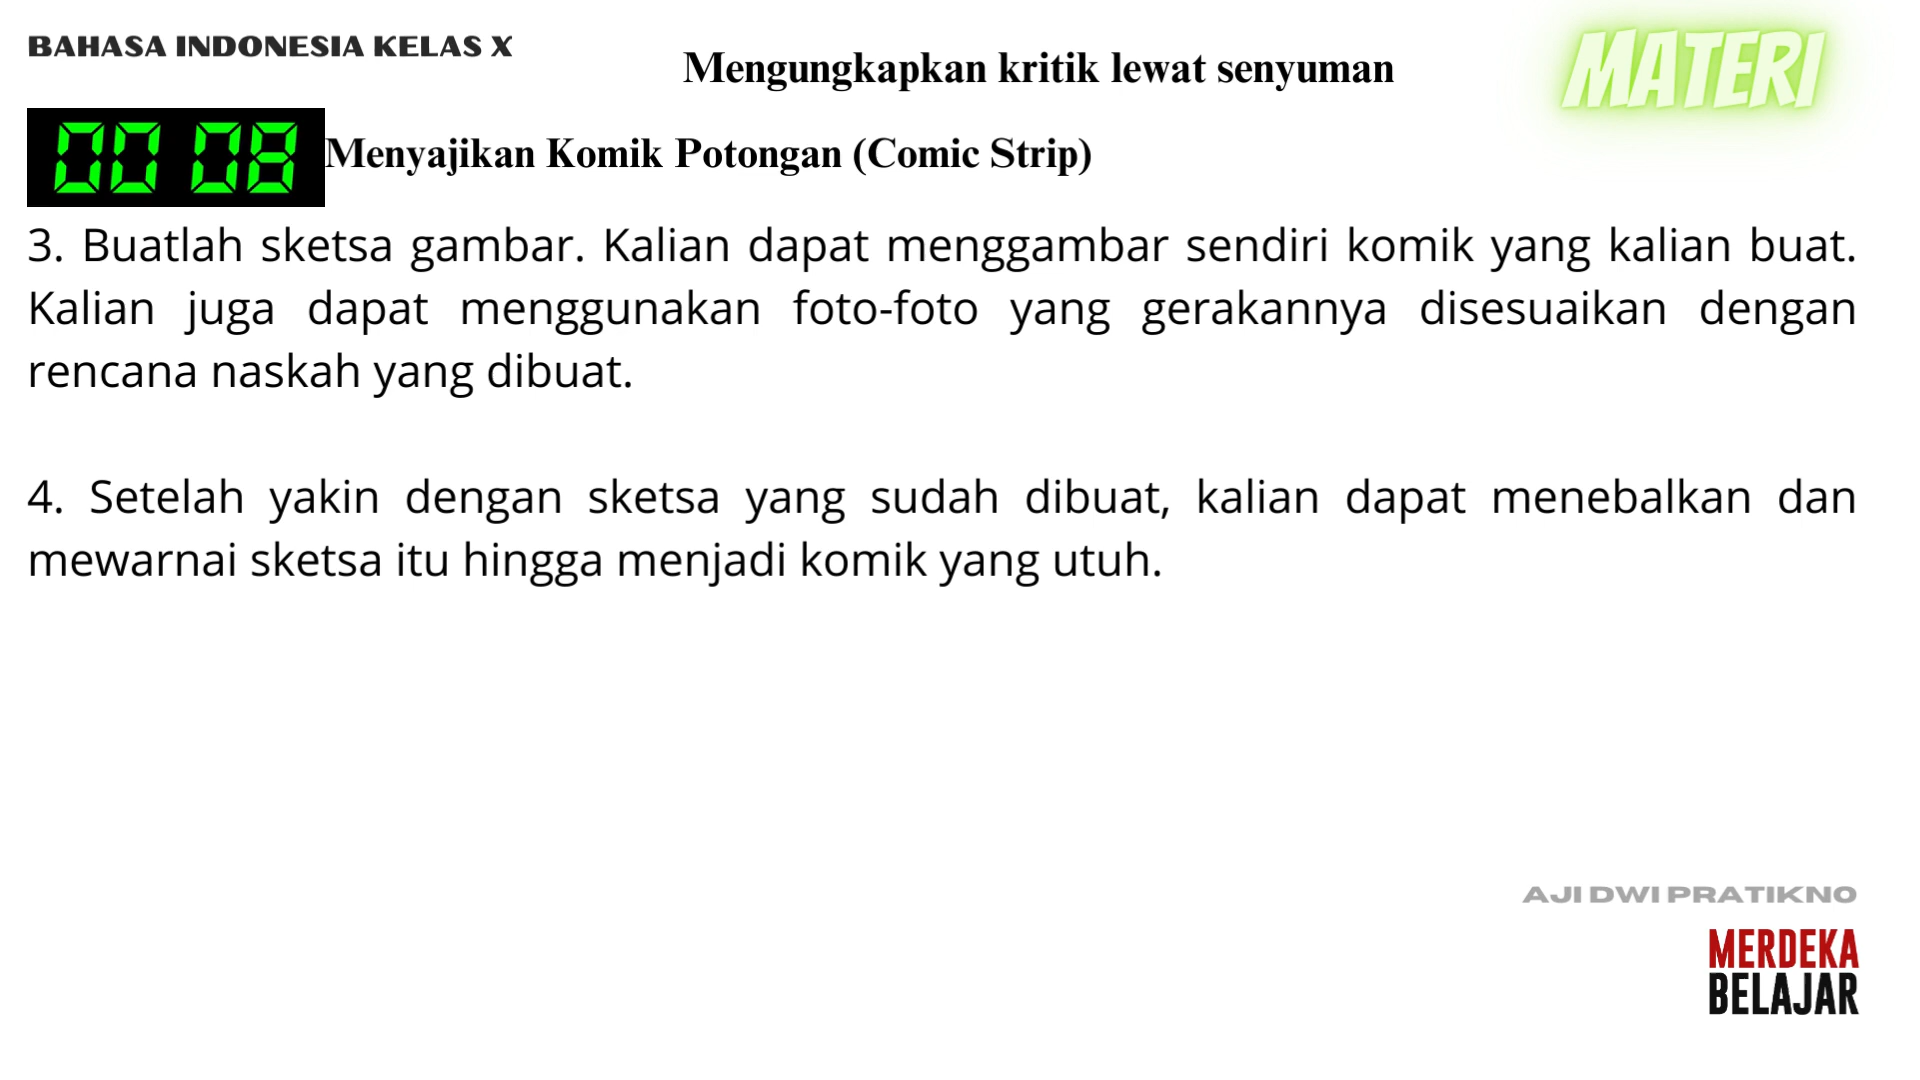 BAHASA INDONESIA KELAS X
Mengungkapkan kritik lewat senyuman
MATERI
00 08
Menyajikan Komik Potongan (Comic Strip)
3. Buatlah sketsa gambar. Kalian dapat menggambar sendiri komik yang kalian buat.
Kalian juga dapat menggunakan foto-foto yang gerakannya disesuaikan dengan
rencana naskah yang dibuat.
4. Setelah yakin dengan sketsa yang sudah dibuat, kalian dapat menebalkan dan
mewarnai sketsa itu hingga menjadi komik yang utuh.
AJI DWI PRATIKNO
MERDEKA
BELAJAR